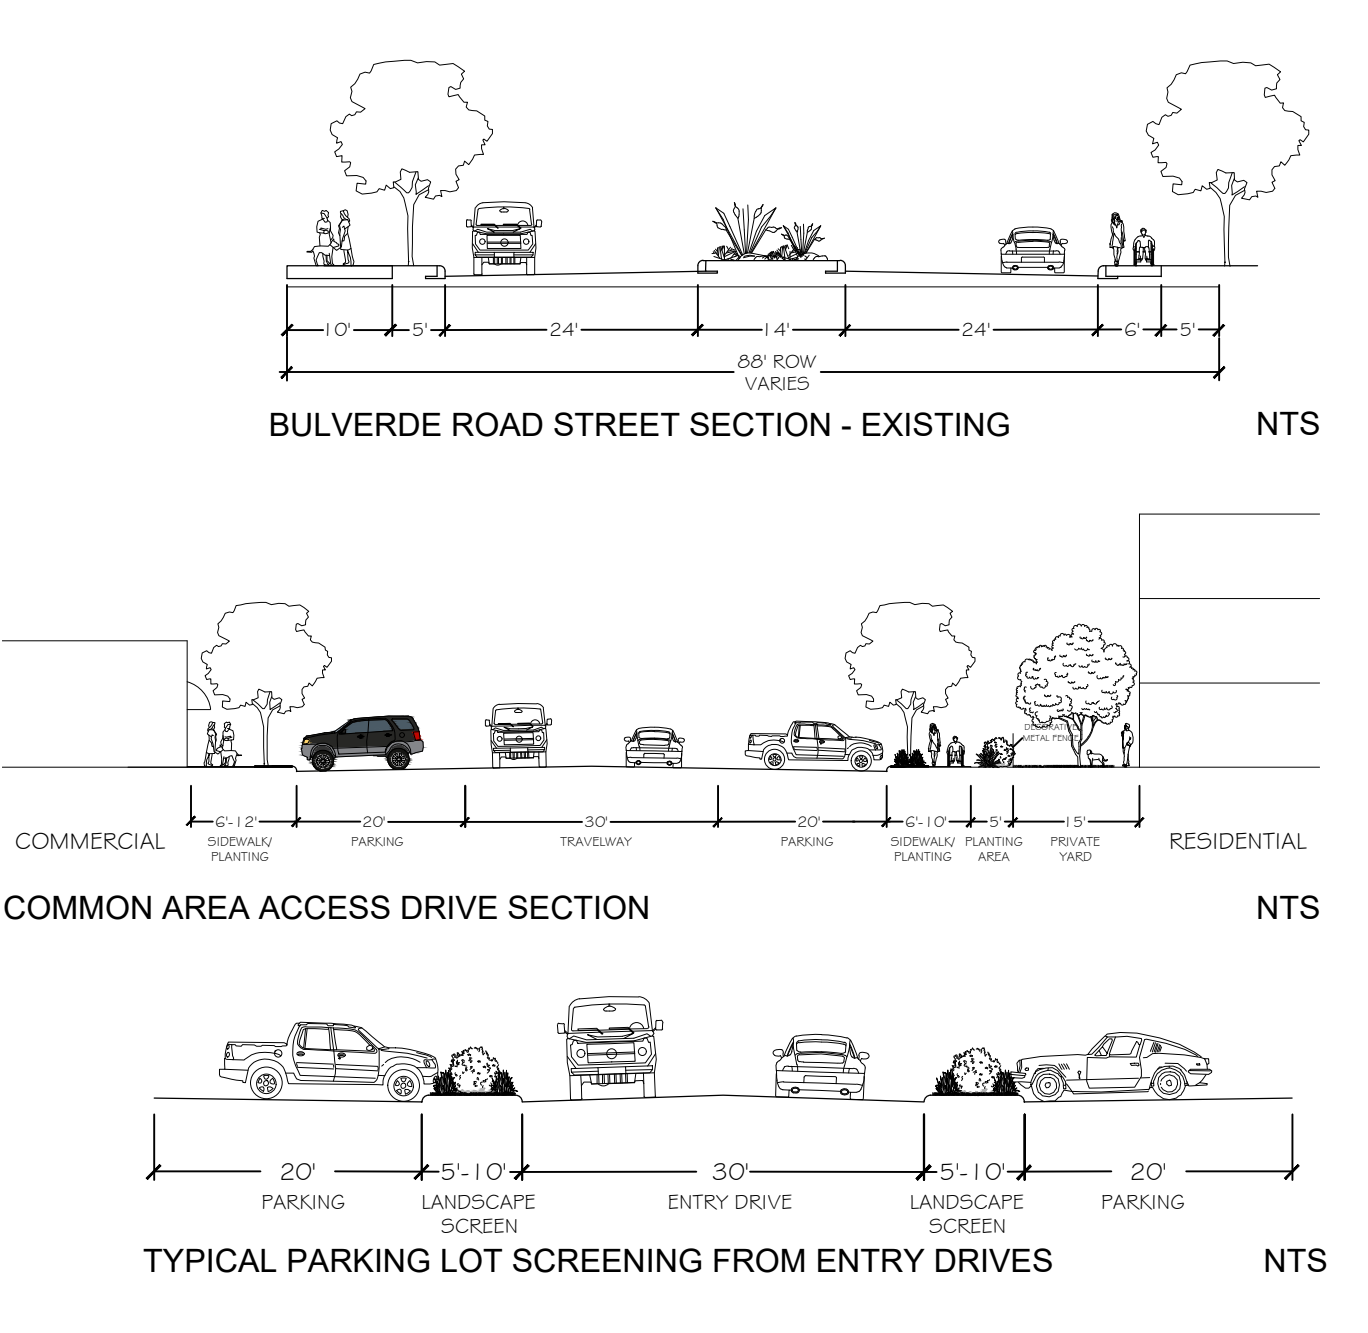 10' 5' 24' 14' 24' 6' 5'
88' ROW
VARIES
BULVERDE ROAD STREET SECTION - EXISTING NTS
DECORATIVE
METAL FENCE
6'-12' 20' 30' 20' 6'-10' 5' 15'
COMMERCIAL SIDEWALK/ PARKING TRAVELWAY PARKING SIDEWALK/ PLANTING PRIVATE RESIDENTIAL
PLANTING PLANTING AREA YARD
COMMON AREA ACCESS DRIVE SECTION NTS
20' 5'-10' 30' 5'-10' 20'
PARKING LANDSCAPE ENTRY DRIVE LANDSCAPE PARKING
SCREEN SCREEN
TYPICAL PARKING LOT SCREENING FROM ENTRY DRIVES NTS